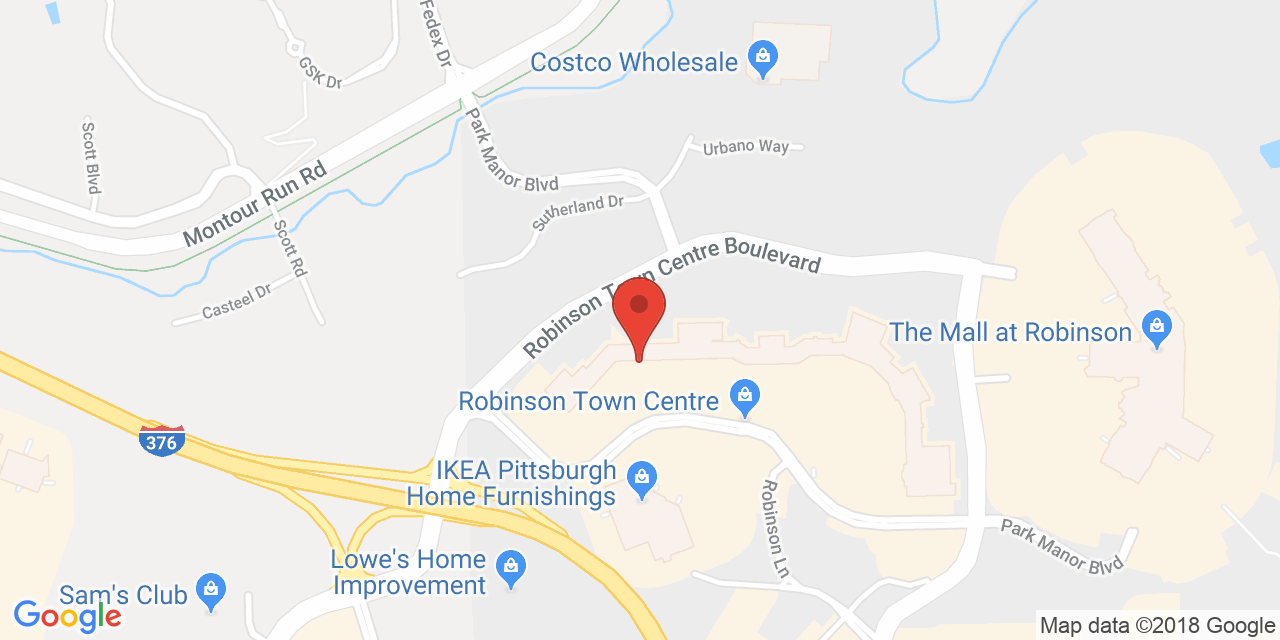 Fedex Dr
GSK Dr
Costco Wholesale
Scott Blvd
Park Manor Blvd
Urbano Way
Montour Run Rd
Sutherland Dr
Scott Rd
Casteel Dr
Robinson Town Centre Boulevard
The Mall at Robinson
Robinson Town Centre
376
IKEA Pittsburgh
Home Furnishings
Robinson Ln
Park Manor Blvd
Lowe's Home
Improvement
Sam's Club
Google
Map data ©2018 Google